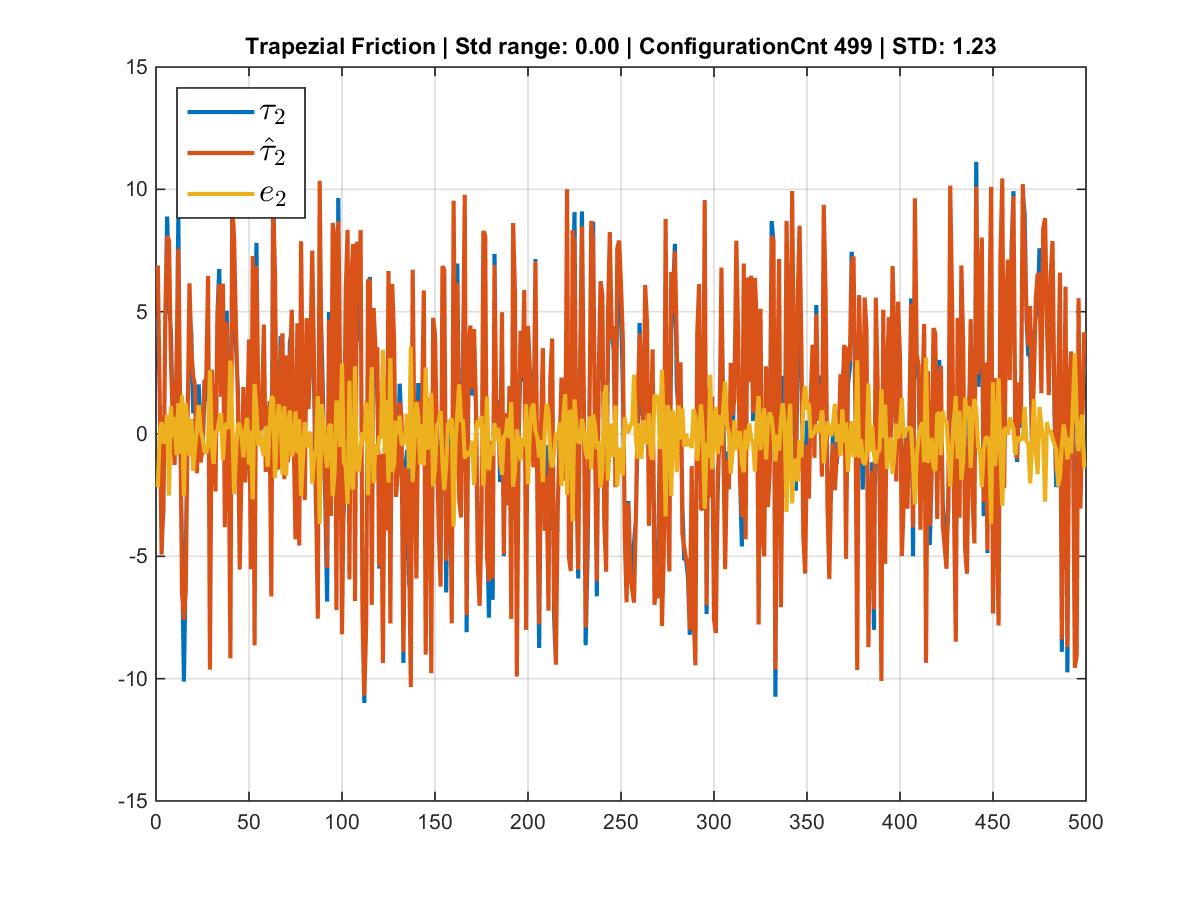 Trapezial Friction | Std range: 0.00 | ConfigurationCnt 499 | STD: 1.23
15
10
5
0
-5
-10
-15
τ₂
τ̂₂
e₂
0 50 100 150 200 250 300 350 400 450 500